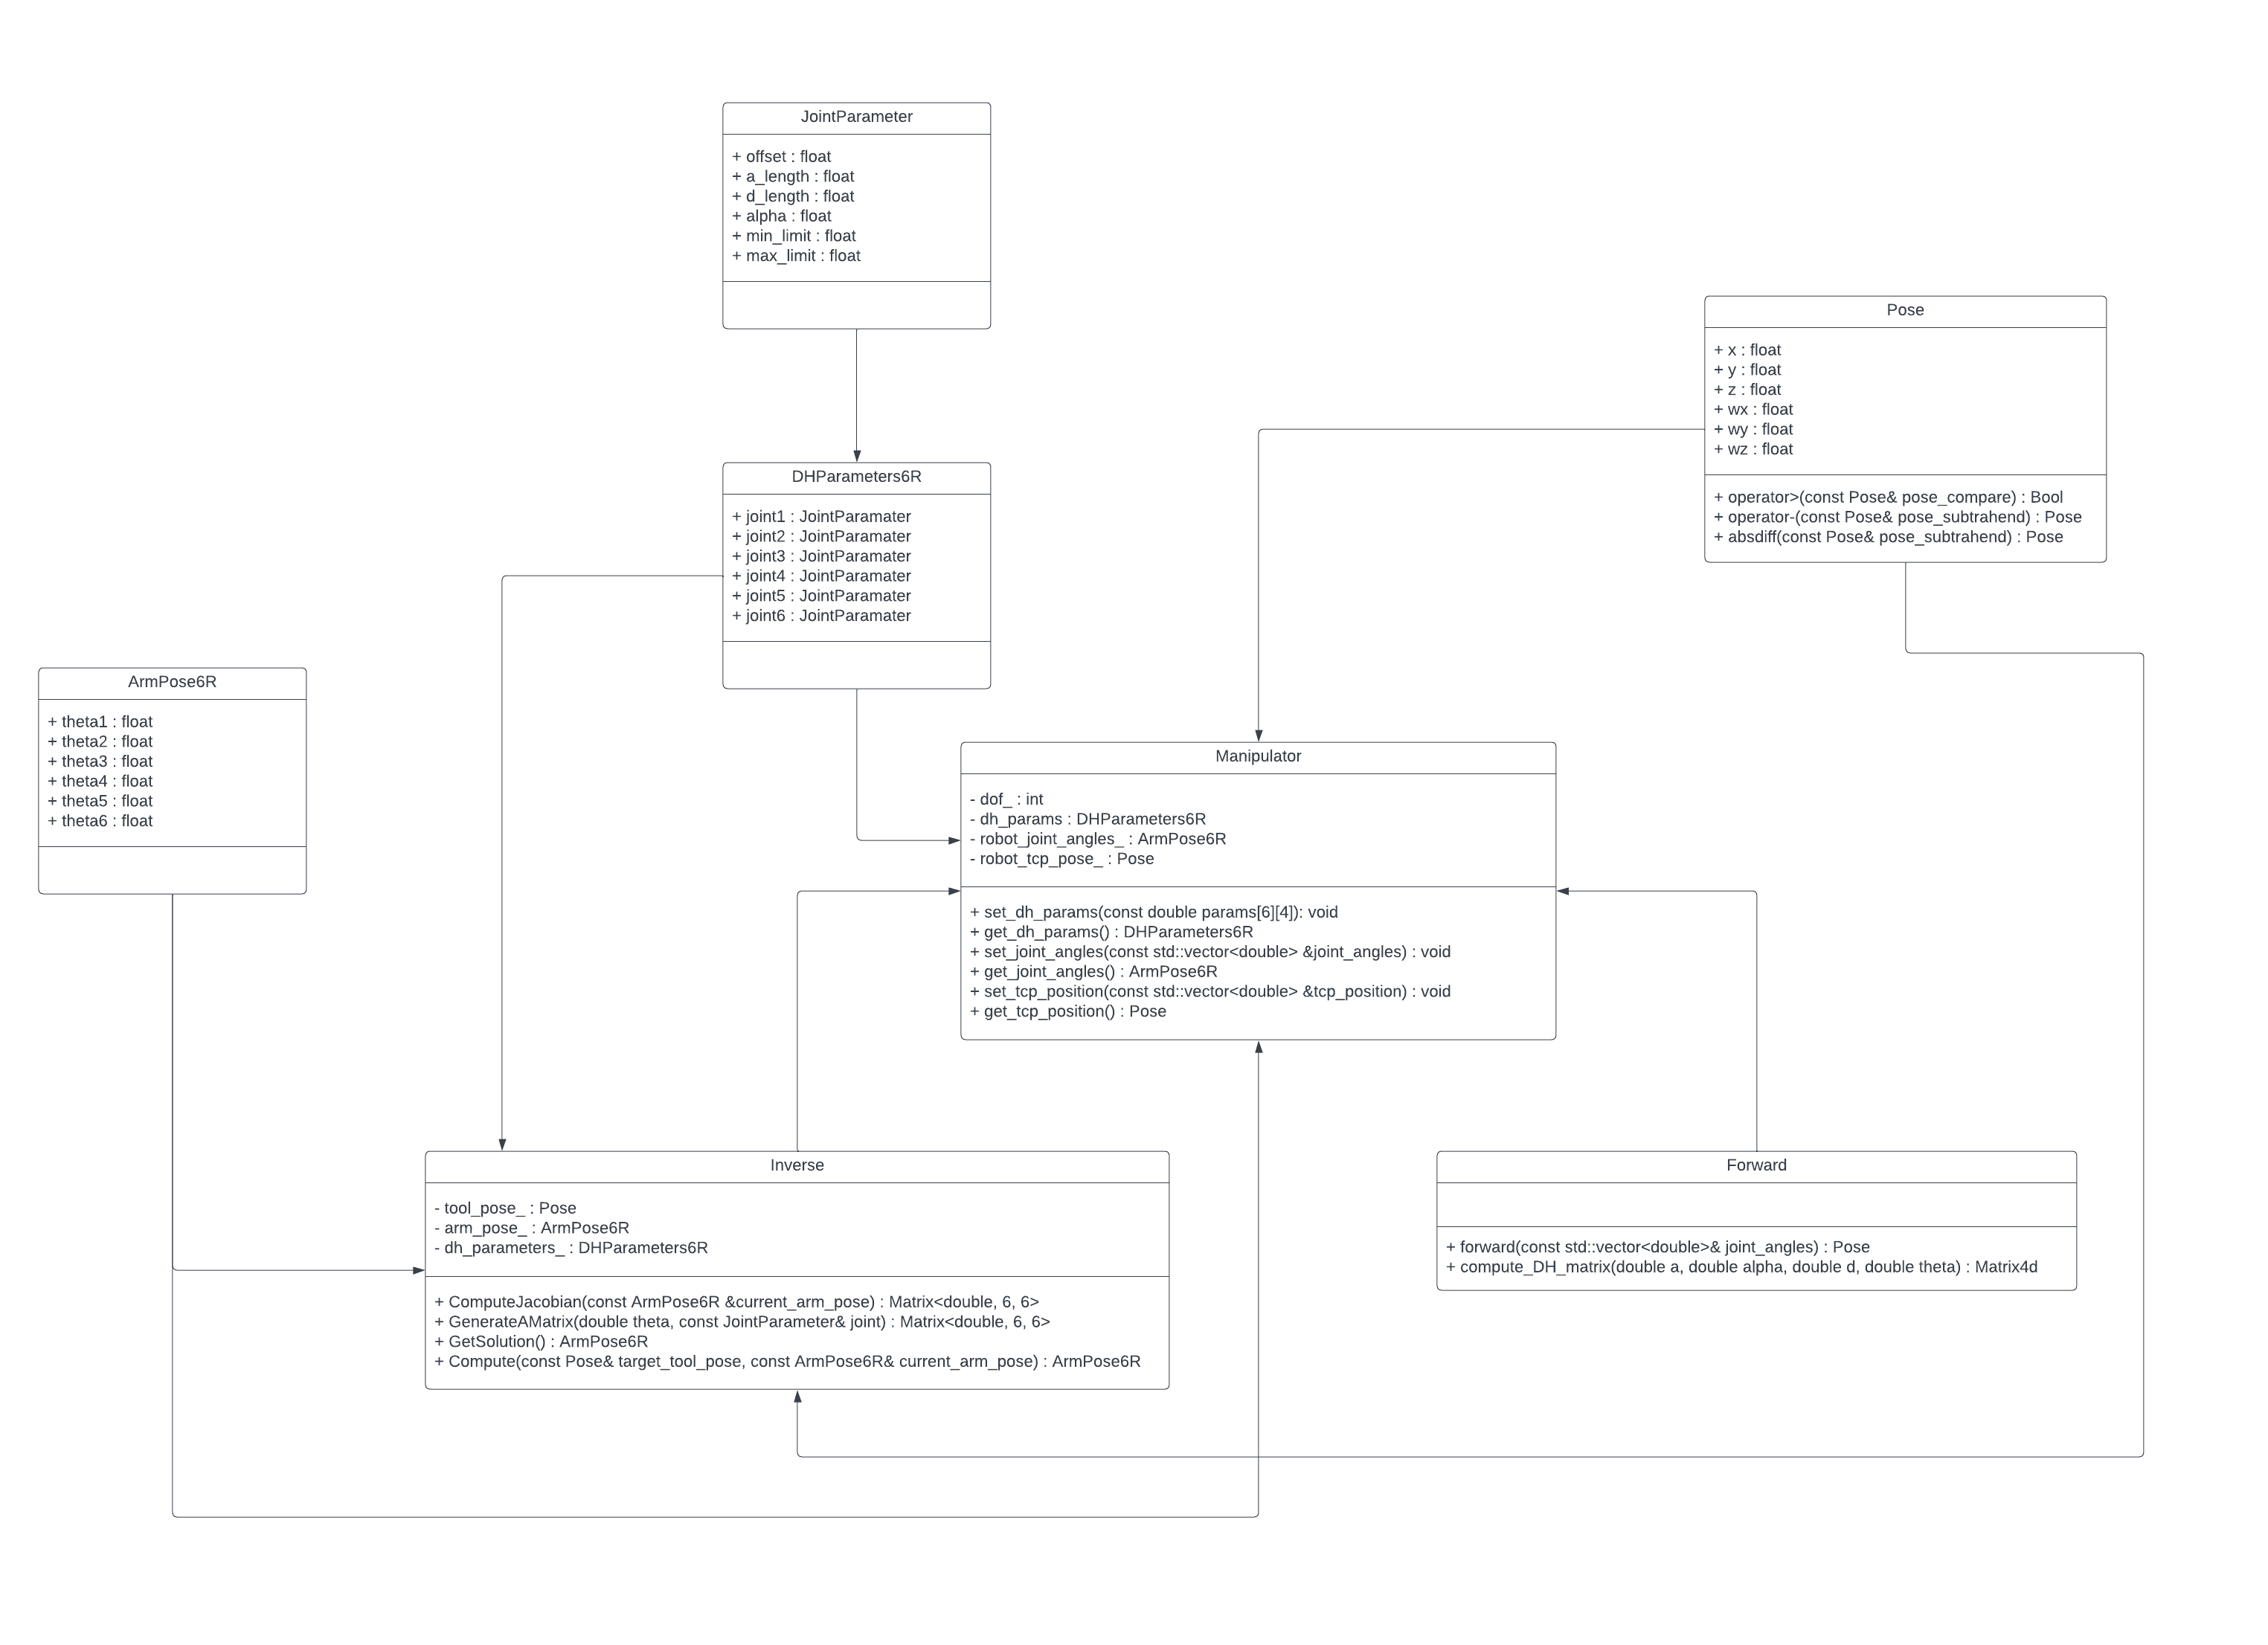 JointParameter
+ offset : float
+ a_length : float
+ d_length : float
+ alpha : float
+ min_limit : float
+ max_limit : float
Pose
+ x : float
+ y : float
+ z : float
+ wx : float
+ wy : float
+ wz : float
+ operator>(const Pose& pose_compare) : Bool
+ operator-(const Pose& pose_subtrahend) : Pose
+ absdiff(const Pose& pose_subtrahend) : Pose
DHParameters6R
+ joint1 : JointParamater
+ joint2 : JointParamater
+ joint3 : JointParamater
+ joint4 : JointParamater
+ joint5 : JointParamater
+ joint6 : JointParamater
ArmPose6R
+ theta1 : float
+ theta2 : float
+ theta3 : float
+ theta4 : float
+ theta5 : float
+ theta6 : float
Manipulator
- dof_ : int
- dh_params : DHParameters6R
- robot_joint_angles_ : ArmPose6R
- robot_tcp_pose_ : Pose
+ set_dh_params(const double params[6][4]): void
+ get_dh_params() : DHParameters6R
+ set_joint_angles(const std::vector<double> &joint_angles) : void
+ get_joint_angles() : ArmPose6R
+ set_tcp_position(const std::vector<double> &tcp_position) : void
+ get_tcp_position() : Pose
Inverse
- tool_pose_ : Pose
- arm_pose_ : ArmPose6R
- dh_parameters_ : DHParameters6R
+ ComputeJacobian(const ArmPose6R &current_arm_pose) : Matrix<double, 6, 6>
+ GenerateAMatrix(double theta, const JointParameter& joint) : Matrix<double, 6, 6>
+ GetSolution() : ArmPose6R
+ Compute(const Pose& target_tool_pose, const ArmPose6R& current_arm_pose) : ArmPose6R
Forward
+ forward(const std::vector<double>& joint_angles) : Pose
+ compute_DH_matrix(double a, double alpha, double d, double theta) : Matrix4d